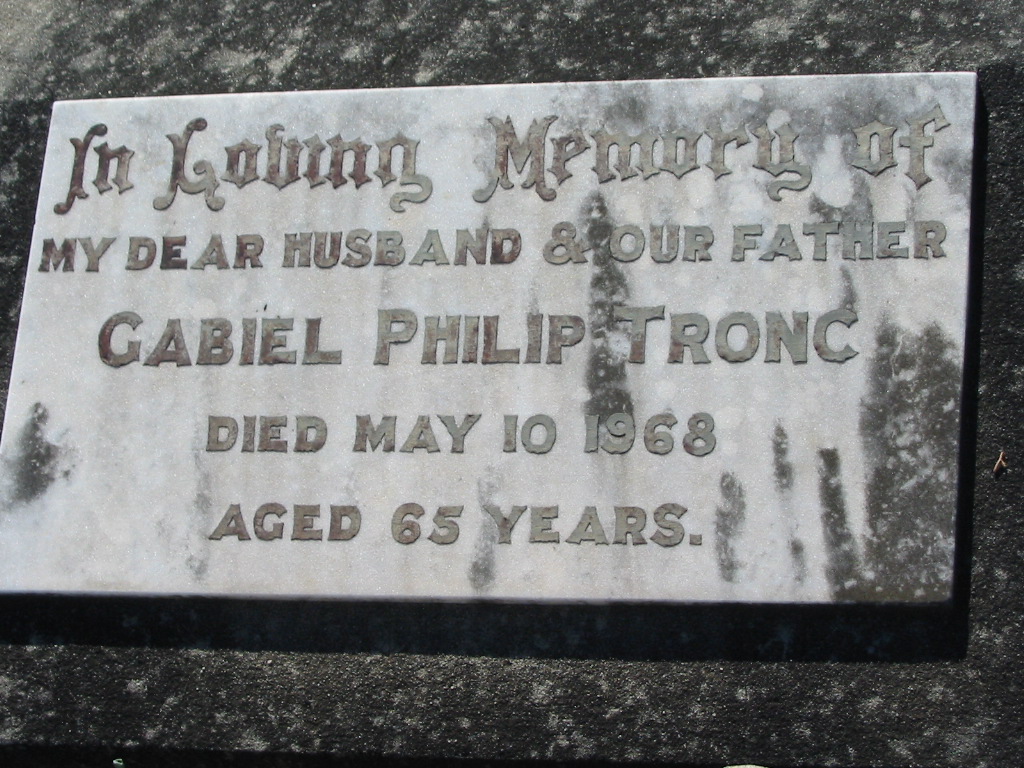 In Loving Memory of
MY DEAR HUSBAND & OUR FATHER
GABIEL PHILIP TRONC
DIED MAY 10 1968
AGED 65 YEARS.